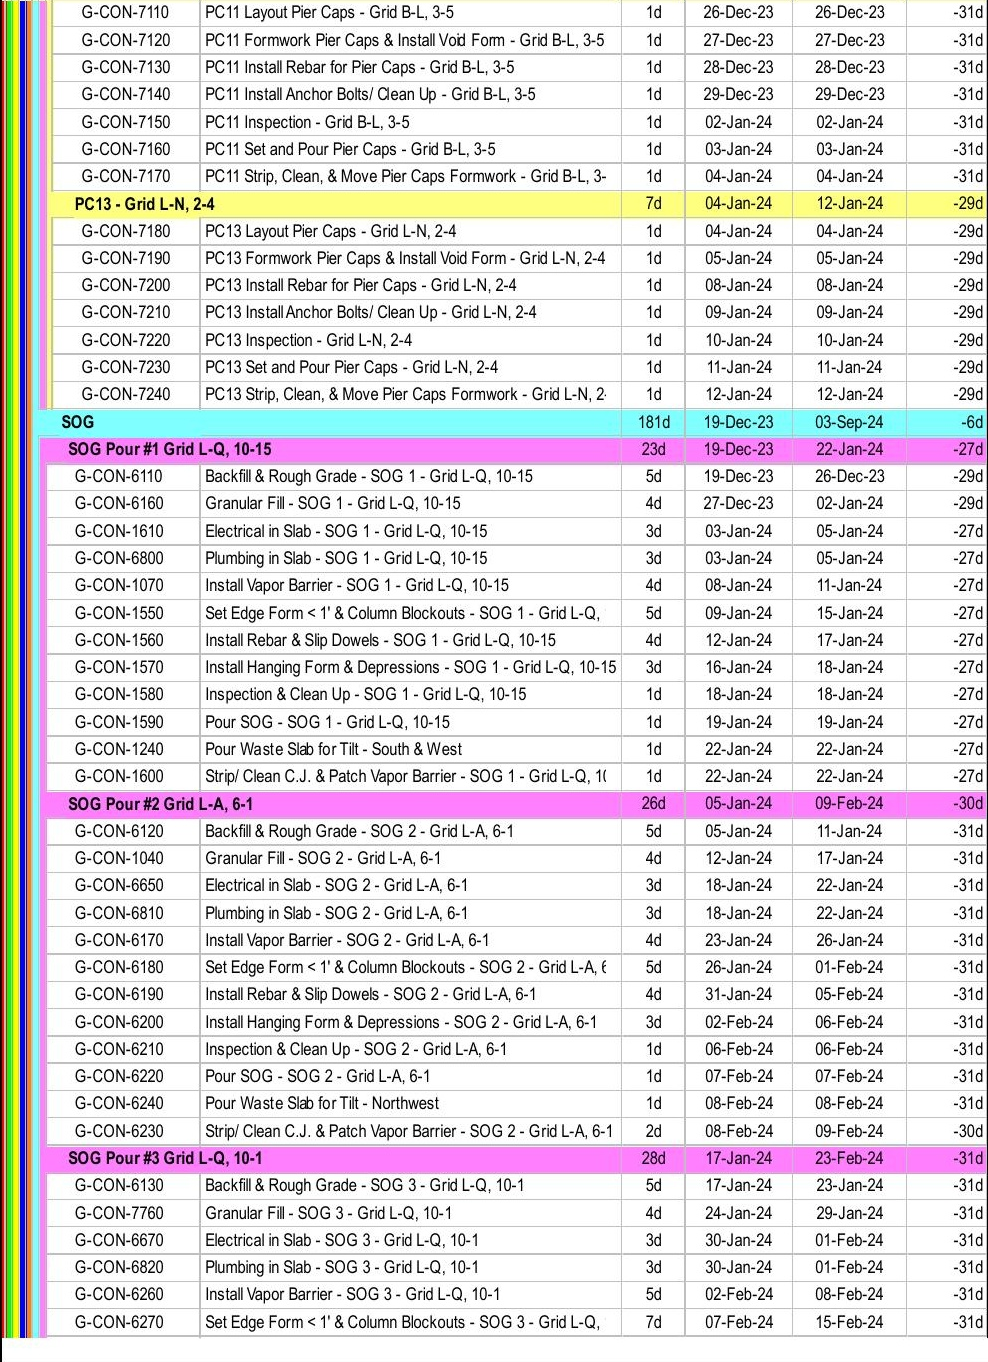 G-CON-7110 PC11 Layout Pier Caps - Grid B-L, 3-5 1d 26-Dec-23 26-Dec-23 -31d
G-CON-7120 PC11 Formwork Pier Caps & Install Void Form - Grid B-L, 3-5 1d 27-Dec-23 27-Dec-23 -31d
G-CON-7130 PC11 Install Rebar for Pier Caps - Grid B-L, 3-5 1d 28-Dec-23 28-Dec-23 -31d
G-CON-7140 PC11 Install Anchor Bolts/ Clean Up - Grid B-L, 3-5 1d 29-Dec-23 29-Dec-23 -31d
G-CON-7150 PC11 Inspection - Grid B-L, 3-5 1d 02-Jan-24 02-Jan-24 -31d
G-CON-7160 PC11 Set and Pour Pier Caps - Grid B-L, 3-5 1d 03-Jan-24 03-Jan-24 -31d
G-CON-7170 PC11 Strip, Clean, & Move Pier Caps Formwork - Grid B-L, 3- 1d 04-Jan-24 04-Jan-24 -31d
PC13 - Grid L-N, 2-4 7d 04-Jan-24 12-Jan-24 -29d
G-CON-7180 PC13 Layout Pier Caps - Grid L-N, 2-4 1d 04-Jan-24 04-Jan-24 -29d
G-CON-7190 PC13 Formwork Pier Caps & Install Void Form - Grid L-N, 2-4 1d 05-Jan-24 05-Jan-24 -29d
G-CON-7200 PC13 Install Rebar for Pier Caps - Grid L-N, 2-4 1d 08-Jan-24 08-Jan-24 -29d
G-CON-7210 PC13 Install Anchor Bolts/ Clean Up - Grid L-N, 2-4 1d 09-Jan-24 09-Jan-24 -29d
G-CON-7220 PC13 Inspection - Grid L-N, 2-4 1d 10-Jan-24 10-Jan-24 -29d
G-CON-7230 PC13 Set and Pour Pier Caps - Grid L-N, 2-4 1d 11-Jan-24 11-Jan-24 -29d
G-CON-7240 PC13 Strip, Clean, & Move Pier Caps Formwork - Grid L-N, 2- 1d 12-Jan-24 12-Jan-24 -29d
SOG 181d 19-Dec-23 03-Sep-24 -6d
SOG Pour #1 Grid L-Q, 10-15 23d 19-Dec-23 22-Jan-24 -27d
G-CON-6110 Backfill & Rough Grade - SOG 1 - Grid L-Q, 10-15 5d 19-Dec-23 26-Dec-23 -29d
G-CON-6160 Granular Fill - SOG 1 - Grid L-Q, 10-15 4d 27-Dec-23 02-Jan-24 -29d
G-CON-1610 Electrical in Slab - SOG 1 - Grid L-Q, 10-15 3d 03-Jan-24 05-Jan-24 -27d
G-CON-6800 Plumbing in Slab - SOG 1 - Grid L-Q, 10-15 3d 03-Jan-24 05-Jan-24 -27d
G-CON-1070 Install Vapor Barrier - SOG 1 - Grid L-Q, 10-15 4d 08-Jan-24 11-Jan-24 -27d
G-CON-1550 Set Edge Form < 1' & Column Blockouts - SOG 1 - Grid L-Q, 5d 09-Jan-24 15-Jan-24 -27d
G-CON-1560 Install Rebar & Slip Dowels - SOG 1 - Grid L-Q, 10-15 4d 12-Jan-24 17-Jan-24 -27d
G-CON-1570 Install Hanging Form & Depressions - SOG 1 - Grid L-Q, 10-15 3d 16-Jan-24 18-Jan-24 -27d
G-CON-1580 Inspection & Clean Up - SOG 1 - Grid L-Q, 10-15 1d 18-Jan-24 18-Jan-24 -27d
G-CON-1590 Pour SOG - SOG 1 - Grid L-Q, 10-15 1d 19-Jan-24 19-Jan-24 -27d
G-CON-1240 Pour Waste Slab for Tilt - South & West 1d 22-Jan-24 22-Jan-24 -27d
G-CON-1600 Strip/ Clean C.J. & Patch Vapor Barrier - SOG 1 - Grid L-Q, 10 1d 22-Jan-24 22-Jan-24 -27d
SOG Pour #2 Grid L-A, 6-1 26d 05-Jan-24 09-Feb-24 -30d
G-CON-6120 Backfill & Rough Grade - SOG 2 - Grid L-A, 6-1 5d 05-Jan-24 11-Jan-24 -31d
G-CON-1040 Granular Fill - SOG 2 - Grid L-A, 6-1 4d 12-Jan-24 17-Jan-24 -31d
G-CON-6650 Electrical in Slab - SOG 2 - Grid L-A, 6-1 3d 18-Jan-24 22-Jan-24 -31d
G-CON-6810 Plumbing in Slab - SOG 2 - Grid L-A, 6-1 3d 18-Jan-24 22-Jan-24 -31d
G-CON-6170 Install Vapor Barrier - SOG 2 - Grid L-A, 6-1 4d 23-Jan-24 26-Jan-24 -31d
G-CON-6180 Set Edge Form < 1' & Column Blockouts - SOG 2 - Grid L-A, 6 5d 26-Jan-24 01-Feb-24 -31d
G-CON-6190 Install Rebar & Slip Dowels - SOG 2 - Grid L-A, 6-1 4d 31-Jan-24 05-Feb-24 -31d
G-CON-6200 Install Hanging Form & Depressions - SOG 2 - Grid L-A, 6-1 3d 02-Feb-24 06-Feb-24 -31d
G-CON-6210 Inspection & Clean Up - SOG 2 - Grid L-A, 6-1 1d 06-Feb-24 06-Feb-24 -31d
G-CON-6220 Pour SOG - SOG 2 - Grid L-A, 6-1 1d 07-Feb-24 07-Feb-24 -31d
G-CON-6240 Pour Waste Slab for Tilt - Northwest 1d 08-Feb-24 08-Feb-24 -31d
G-CON-6230 Strip/ Clean C.J. & Patch Vapor Barrier - SOG 2 - Grid L-A, 6-1 2d 08-Feb-24 09-Feb-24 -30d
SOG Pour #3 Grid L-Q, 10-1 28d 17-Jan-24 23-Feb-24 -31d
G-CON-6130 Backfill & Rough Grade - SOG 3 - Grid L-Q, 10-1 5d 17-Jan-24 23-Jan-24 -31d
G-CON-7760 Granular Fill - SOG 3 - Grid L-Q, 10-1 4d 24-Jan-24 29-Jan-24 -31d
G-CON-6670 Electrical in Slab - SOG 3 - Grid L-Q, 10-1 3d 30-Jan-24 01-Feb-24 -31d
G-CON-6820 Plumbing in Slab - SOG 3 - Grid L-Q, 10-1 3d 30-Jan-24 01-Feb-24 -31d
G-CON-6260 Install Vapor Barrier - SOG 3 - Grid L-Q, 10-1 5d 02-Feb-24 08-Feb-24 -31d
G-CON-6270 Set Edge Form < 1' & Column Blockouts - SOG 3 - Grid L-Q, 7d 07-Feb-24 15-Feb-24 -31d